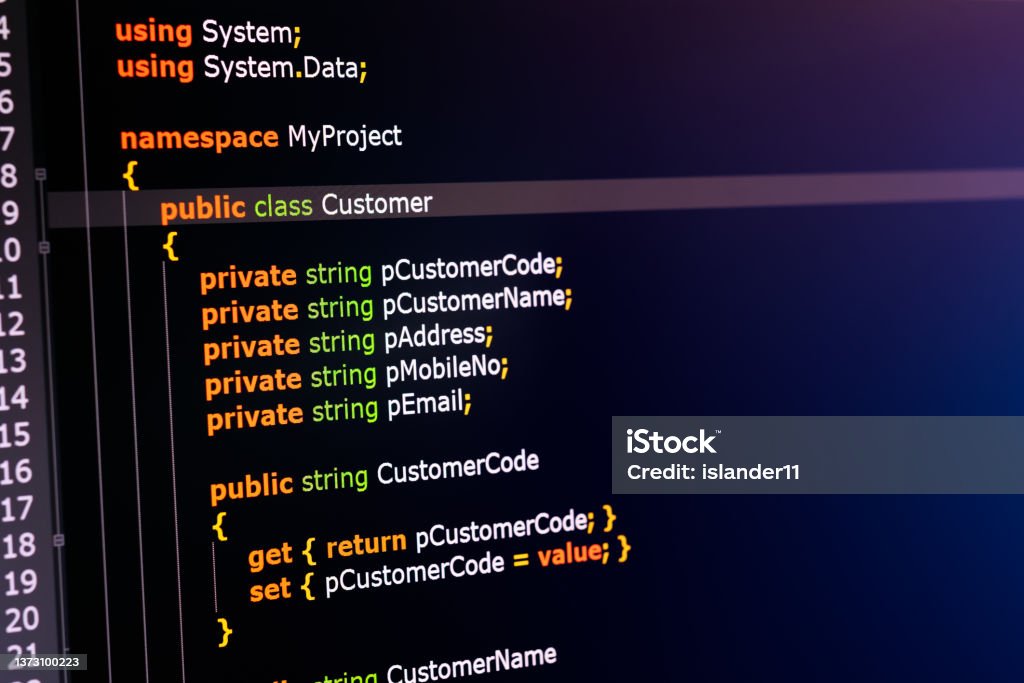 4 using System;
5 using System.Data;
6
7 namespace MyProject
8 {
9 public class Customer
10 {
11 private string pCustomerCode;
12 private string pCustomerName;
13 private string pAddress;
14 private string pMobileNo;
15 private string pEmail;
16
17 public string CustomerCode
18 {
19 get { return pCustomerCode; }
20 set { pCustomerCode = value; }
21 }
string CustomerName
iStock™
Credit: islander11
1373100223